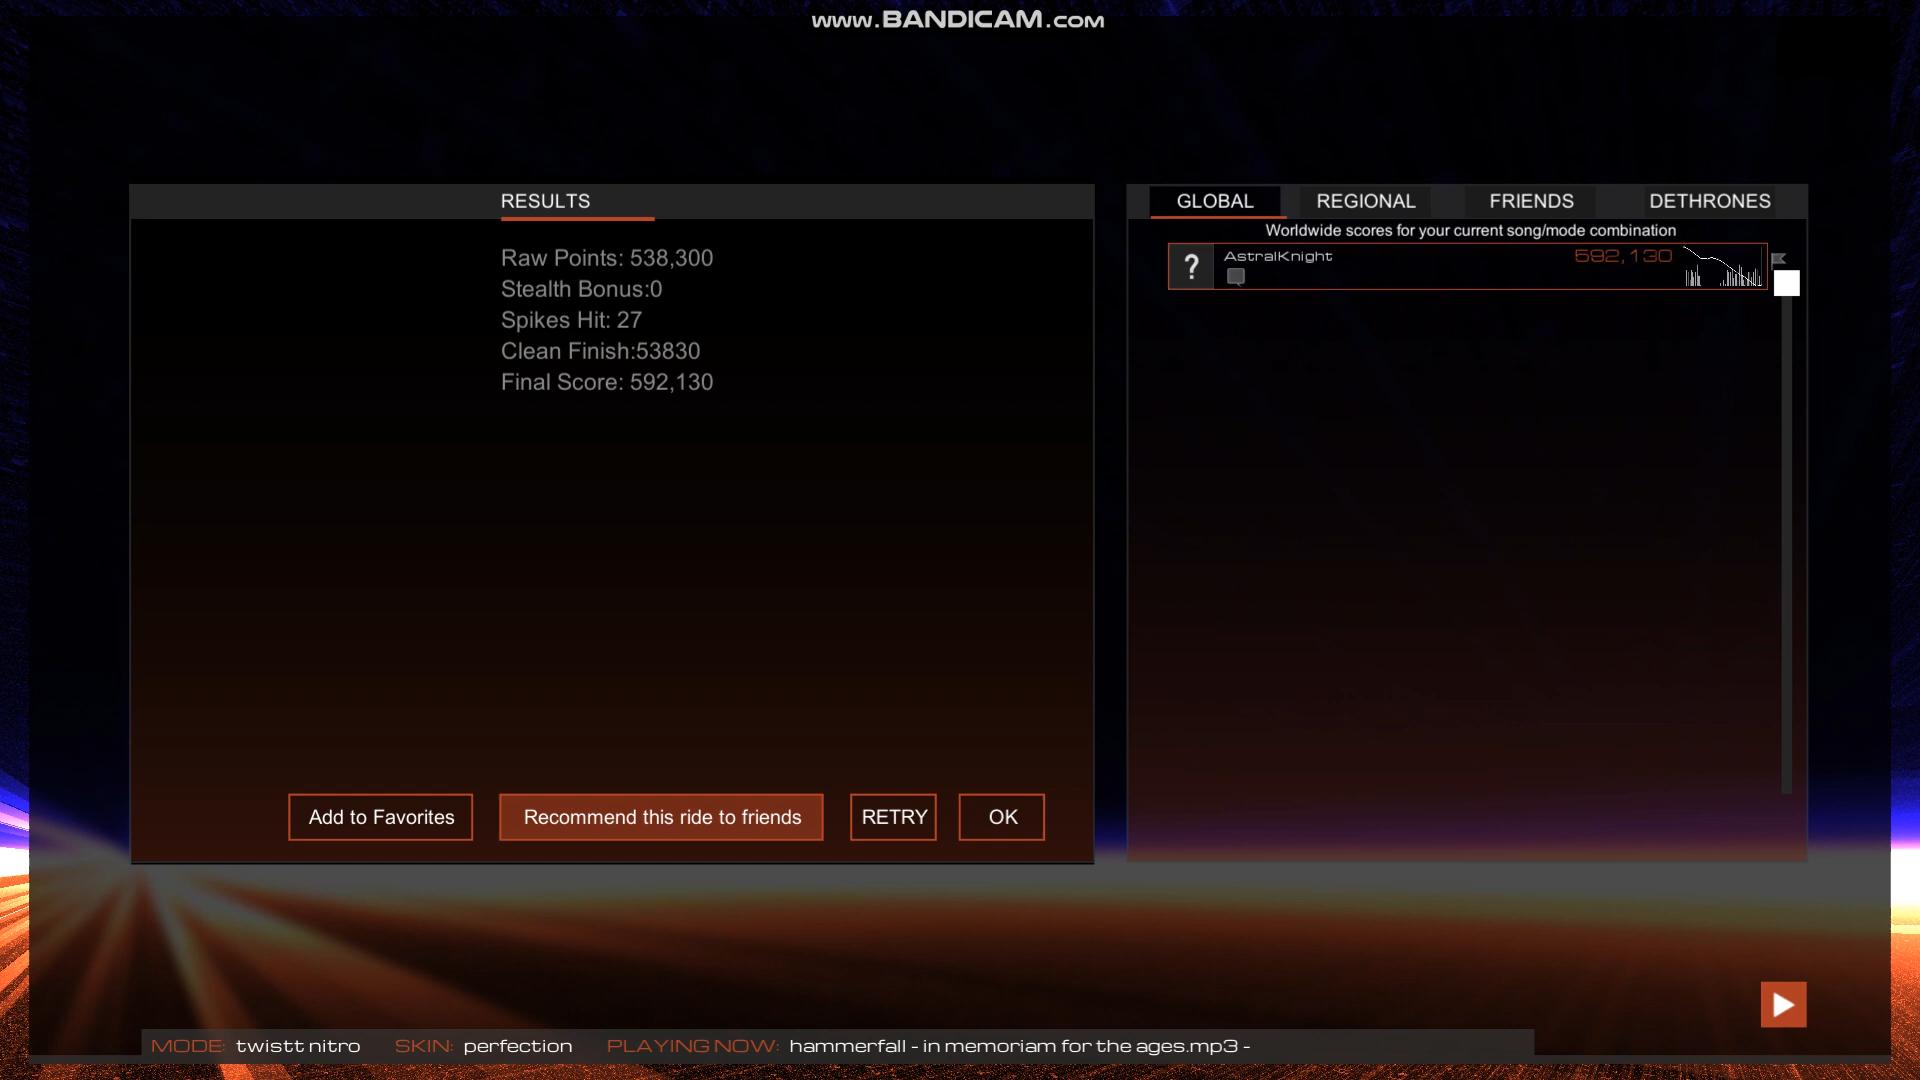 www.BANDICAM.com
RESULTS
Raw Points: 538,300
Stealth Bonus:0
Spikes Hit: 27
Clean Finish:53830
Final Score: 592,130
Add to Favorites
Recommend this ride to friends
RETRY
OK
GLOBAL
REGIONAL
FRIENDS
DETHRONES
Worldwide scores for your current song/mode combination
?
AstralKnight
592,130
MODE: twistt nitro SKIN: perfection PLAYING NOW: hammerfall - in memoriam for the ages.mp3 -